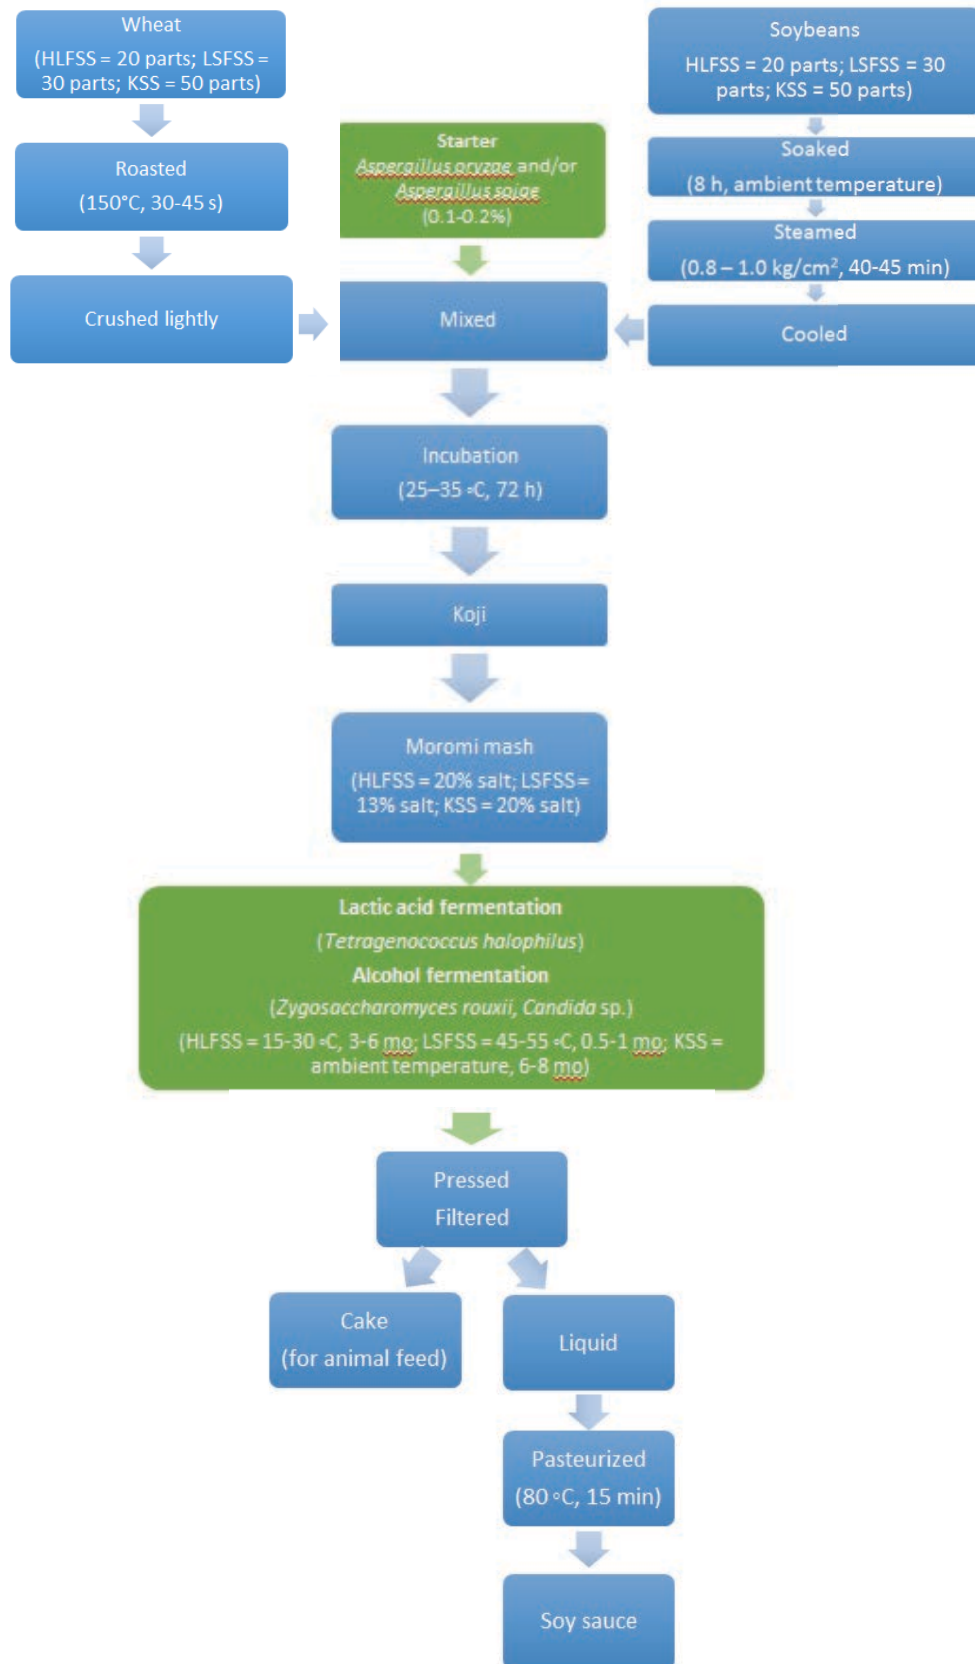 Wheat
(HLFSS = 20 parts; LSFSS =
30 parts; KSS = 50 parts)
Roasted
(150°C, 30-45 s)
Crushed lightly
Starter
Aspergillus oryzae and/or
Aspergillus sojae
(0.1-0.2%)
Mixed
Soybeans
HLFSS = 20 parts; LSFSS = 30
parts; KSS = 50 parts)
Soaked
(8 h, ambient temperature)
Steamed
(0.8 – 1.0 kg/cm², 40-45 min)
Cooled
Incubation
(25–35 °C, 72 h)
Koji
Moromi mash
(HLFSS = 20% salt; LSFSS =
13% salt; KSS = 20% salt)
Lactic acid fermentation
(Tetragenococcus halophilus)
Alcohol fermentation
(Zygosaccharomyces rouxii, Candida sp.)
(HLFSS = 15-30 °C, 3-6 mo; LSFSS = 45-55 °C, 0.5-1 mo; KSS =
ambient temperature, 6-8 mo)
Pressed
Filtered
Cake
(for animal feed)
Liquid
Pasteurized
(80 °C, 15 min)
Soy sauce